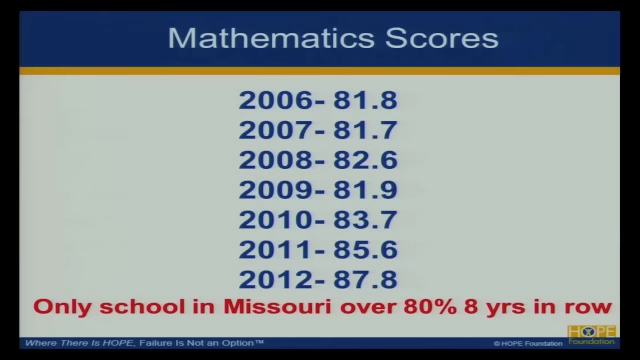 Mathematics Scores
2006- 81.8
2007- 81.7
2008- 82.6
2009- 81.9
2010- 83.7
2011- 85.6
2012- 87.8
Only school in Missouri over 80% 8 yrs in row
Where There Is HOPE, Failure Is Not an Option™
© HOPE Foundation
HOPE
Foundation